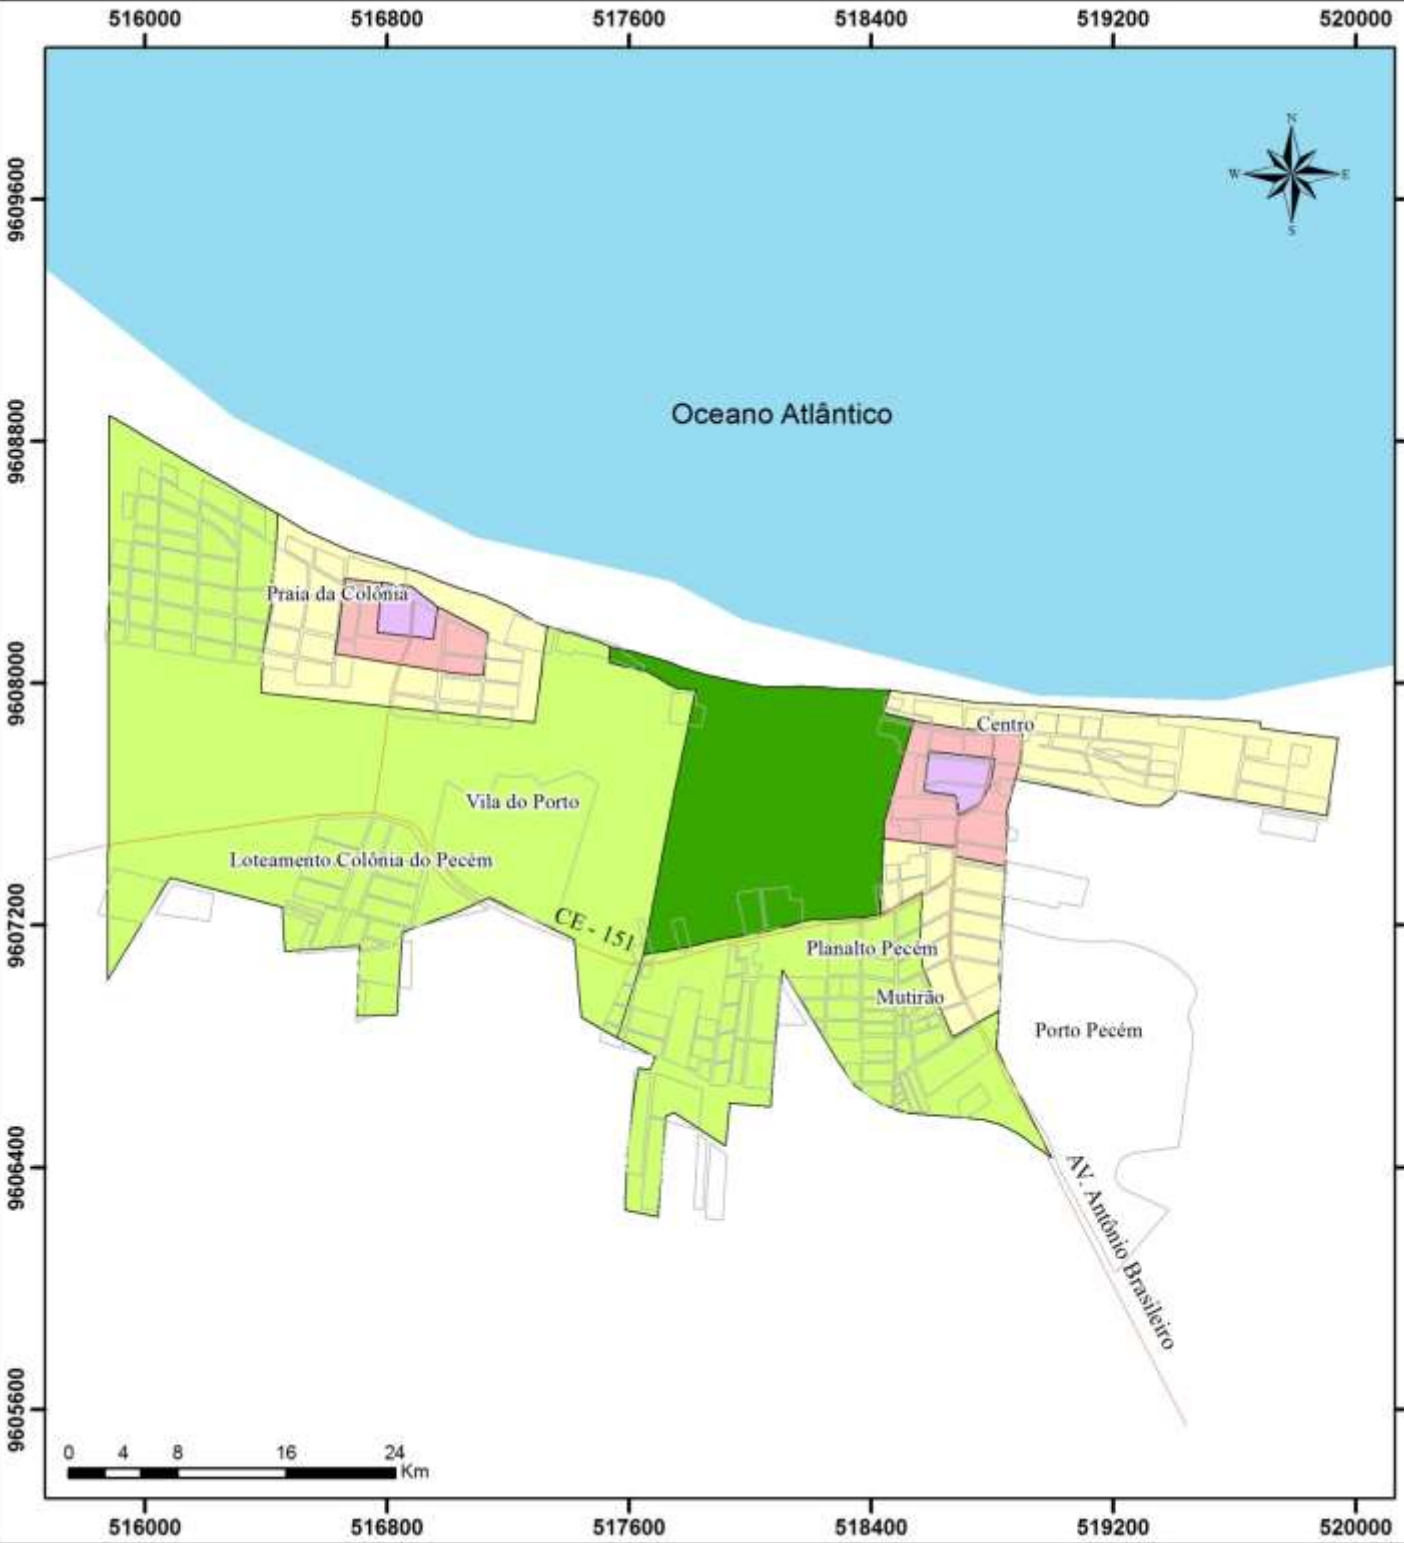 516000 516800 517600 518400 519200 520000
N
W E
S
9609600
Oceano Atlântico
9608800
Praia da Colônia
9608000
Centro
Vila do Porto
Loteamento Colônia do Pecém
CE - 151
9607200
Planalto Pecém
Mutirão
Porto Pecém
9606400
AV. Antônio Brasileiro
9605600
0 4 8 16 24
Km
516000 516800 517600 518400 519200 520000